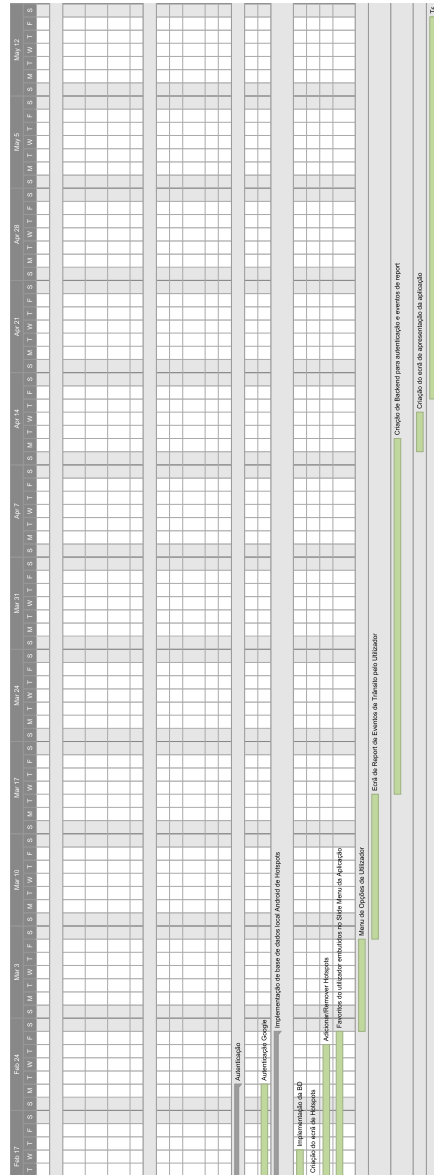 Feb 17
Feb 24
Mar 3
Mar 10
Mar 17
Mar 24
Mar 31
Apr 7
Apr 14
Apr 21
Apr 28
May 5
May 12
T W T F S S M T W T F S S M T W T F S S M T W T F S S M T W T F S S M T W T F S S M T W T F S S M T W T F S S M T W T F S S M T W T F S S M T W T F S S M T W T F S S M T W T F S
Autenticação
Autenticação Google
Implementação de base de dados local Android de Hotspots
Implementação da BD
Criação do ecrã de Hotspots
Adicionar/Remover Hotspots
Favoritos do utilizador embutidos no Slide Menu da Aplicação
Menu de Opções de Utilizador
Ecrã de Report de Eventos de Trânsito pelo Utilizador
Criação de Backend para autenticação e eventos de report
Criação do ecrã de apresentação da aplicação